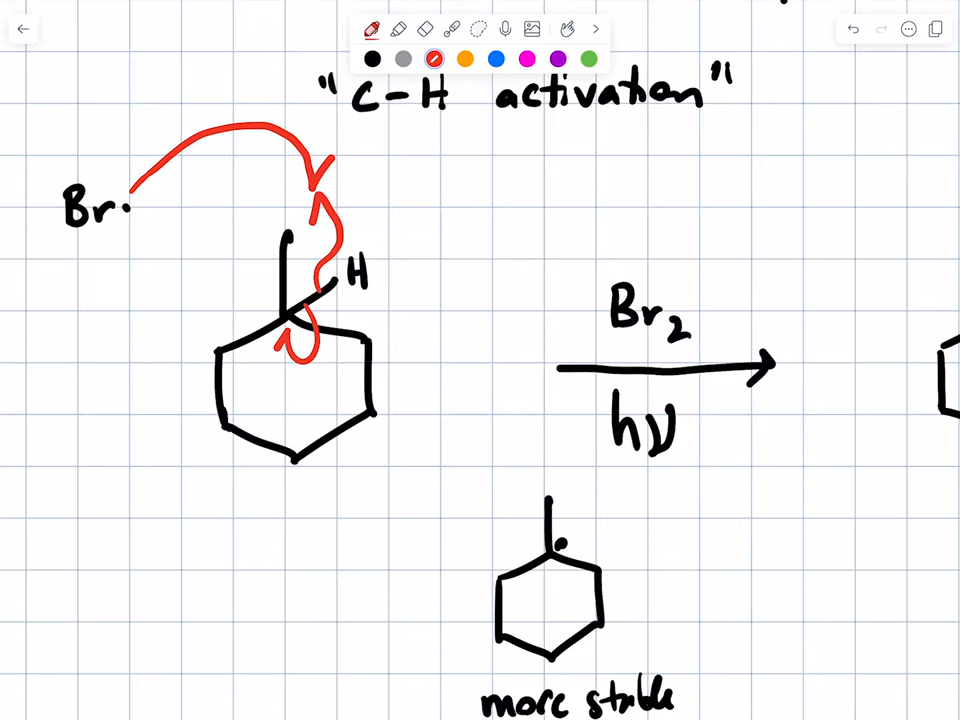 "C-H activation"
Br·
H
Br2
hν
more stable